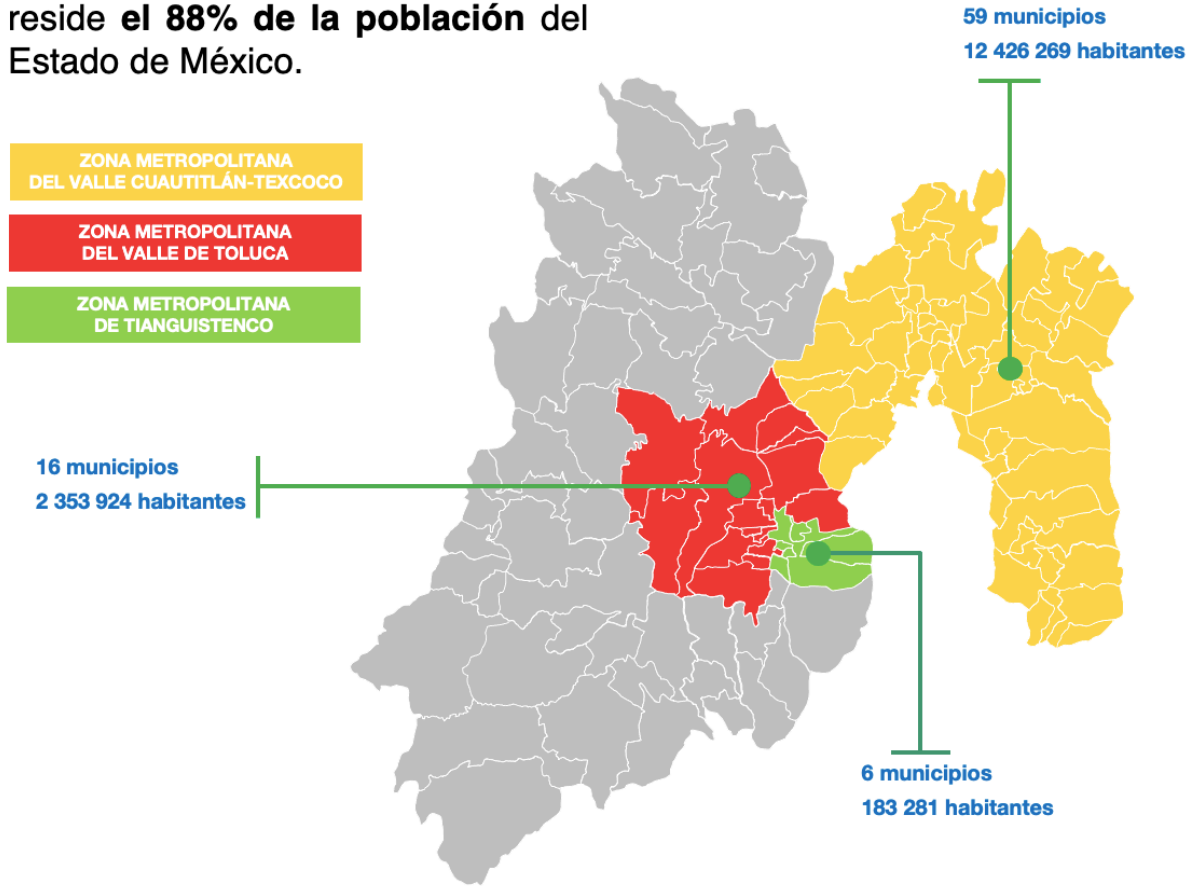 reside el 88% de la población del
Estado de México.
59 municipios
12 426 269 habitantes
ZONA METROPOLITANA
DEL VALLE CUAUTITLÁN-TEXCOCO
ZONA METROPOLITANA
DEL VALLE DE TOLUCA
ZONA METROPOLITANA
DE TIANGUISTENCO
16 municipios
2 353 924 habitantes
6 municipios
183 281 habitantes